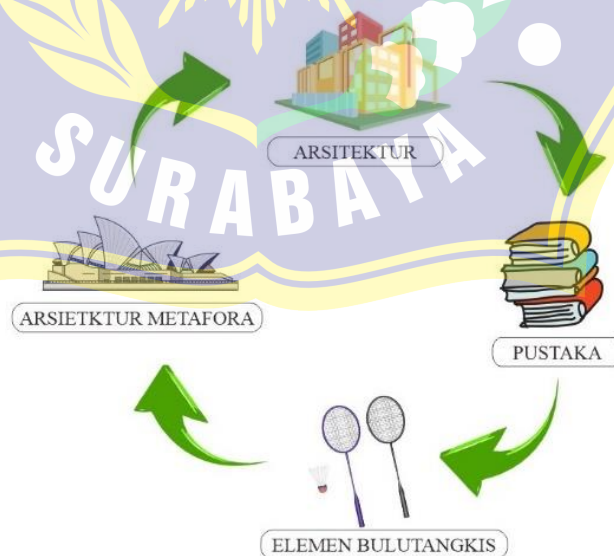 SURABAYA
ARSITEKTUR
ARSIETKTUR METAFORA
PUSTAKA
ELEMEN BULUTANGKIS